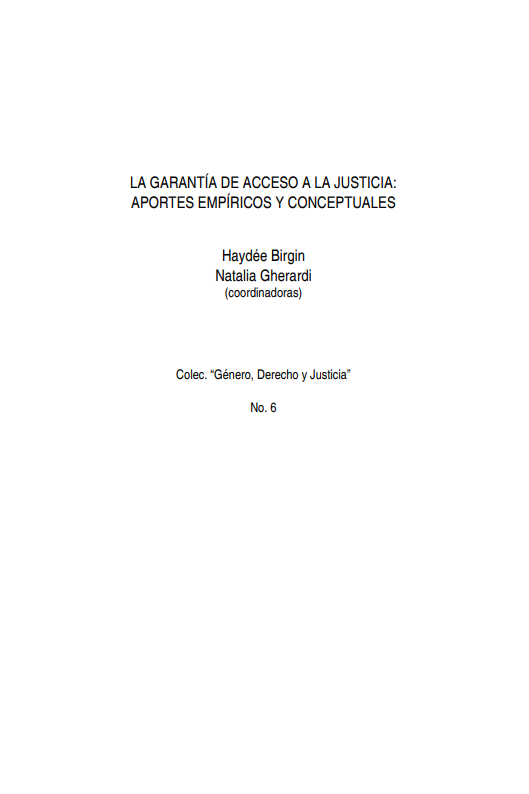 LA GARANTÍA DE ACCESO A LA JUSTICIA:
APORTES EMPÍRICOS Y CONCEPTUALES
Haydée Birgin
Natalia Gherardi
(coordinadoras)
Colec. “Género, Derecho y Justicia”
No. 6